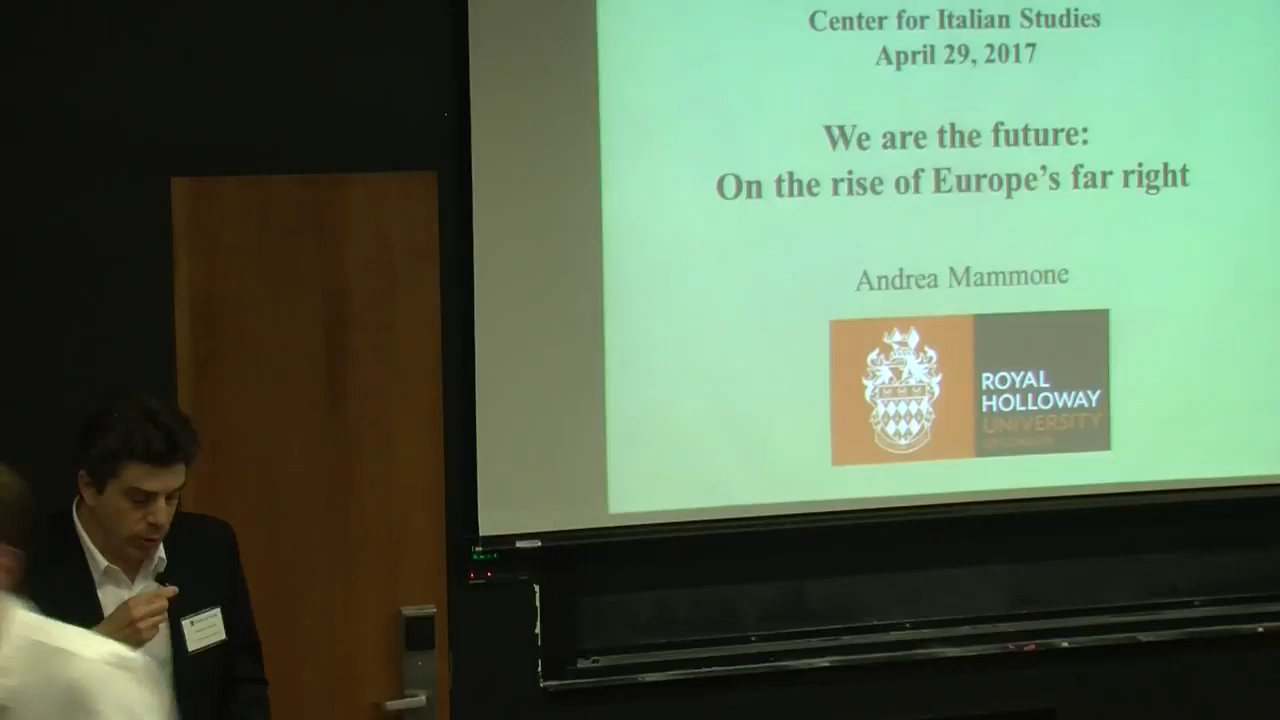 Center for Italian Studies
April 29, 2017
We are the future:
On the rise of Europe's far right
Andrea Mammone
ROYAL
HOLLOWAY
UNIVERSITY